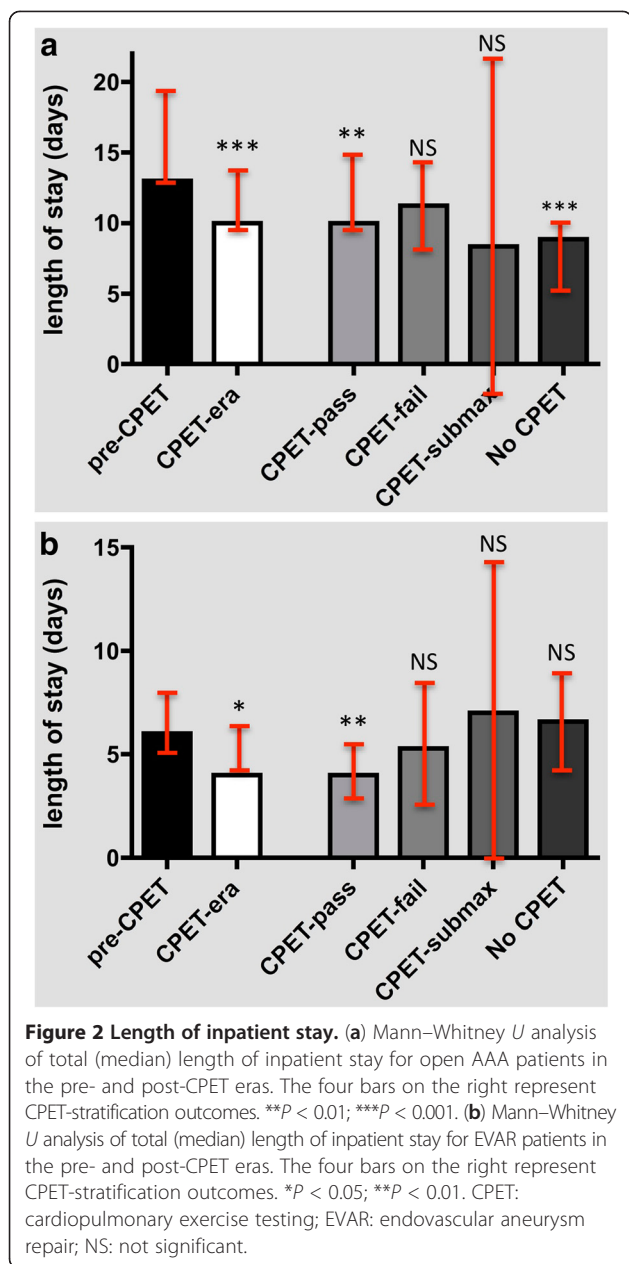 a
length of stay (days)
20
15
10
5
0
***
**
NS
NS
***
pre-CPET
CPET-era
CPET-pass
CPET-fail
CPET-submax
No CPET
b
length of stay (days)
15
10
5
0
*
**
NS
NS
NS
pre-CPET
CPET-era
CPET-pass
CPET-fail
CPET-submax
No CPET
Figure 2 Length of inpatient stay. (a) Mann–Whitney U analysis
of total (median) length of inpatient stay for open AAA patients in
the pre- and post-CPET eras. The four bars on the right represent
CPET-stratification outcomes. **P < 0.01; ***P < 0.001. (b) Mann–Whitney
U analysis of total (median) length of inpatient stay for EVAR patients in
the pre- and post-CPET eras. The four bars on the right represent
CPET-stratification outcomes. *P < 0.05; **P < 0.01. CPET:
cardiopulmonary exercise testing; EVAR: endovascular aneurysm
repair; NS: not significant.